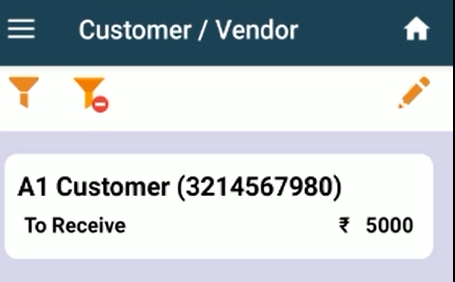 Customer / Vendor
A1 Customer (3214567980)
To Receive ₹ 5000